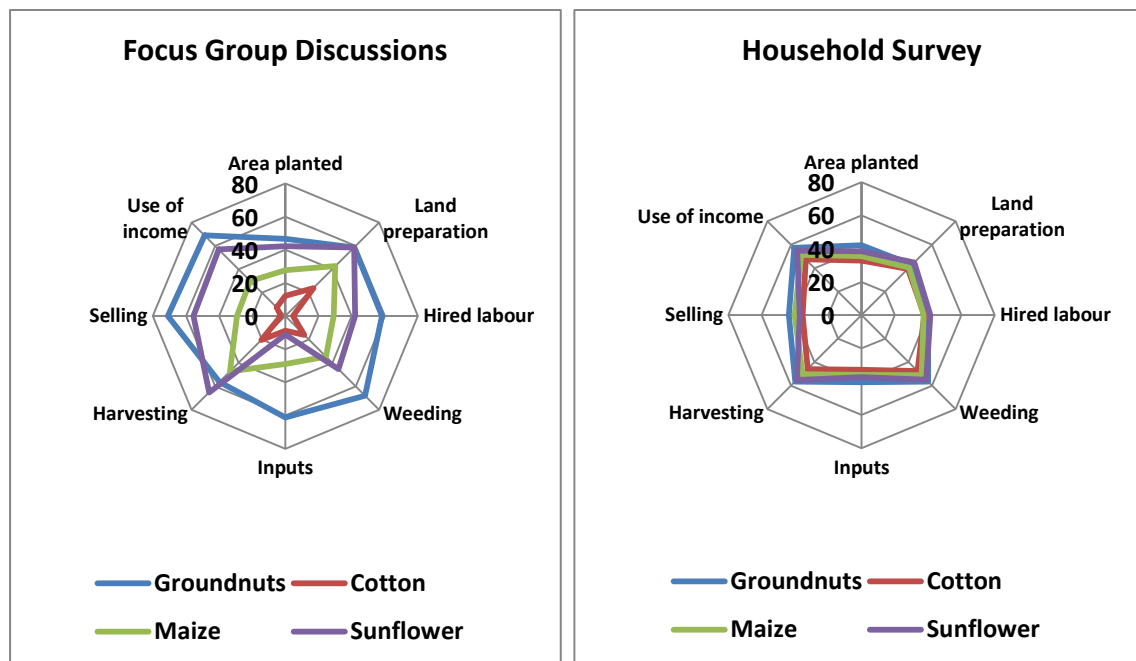 Focus Group Discussions
Area planted
80
60
40
20
0
Land
preparation
Hired labour
Weeding
Inputs
Harvesting
Selling
Use of
income
Groundnuts
Cotton
Maize
Sunflower
Household Survey
Area planted
80
60
40
20
0
Land
preparation
Hired labour
Weeding
Inputs
Harvesting
Selling
Use of income
Groundnuts
Cotton
Maize
Sunflower